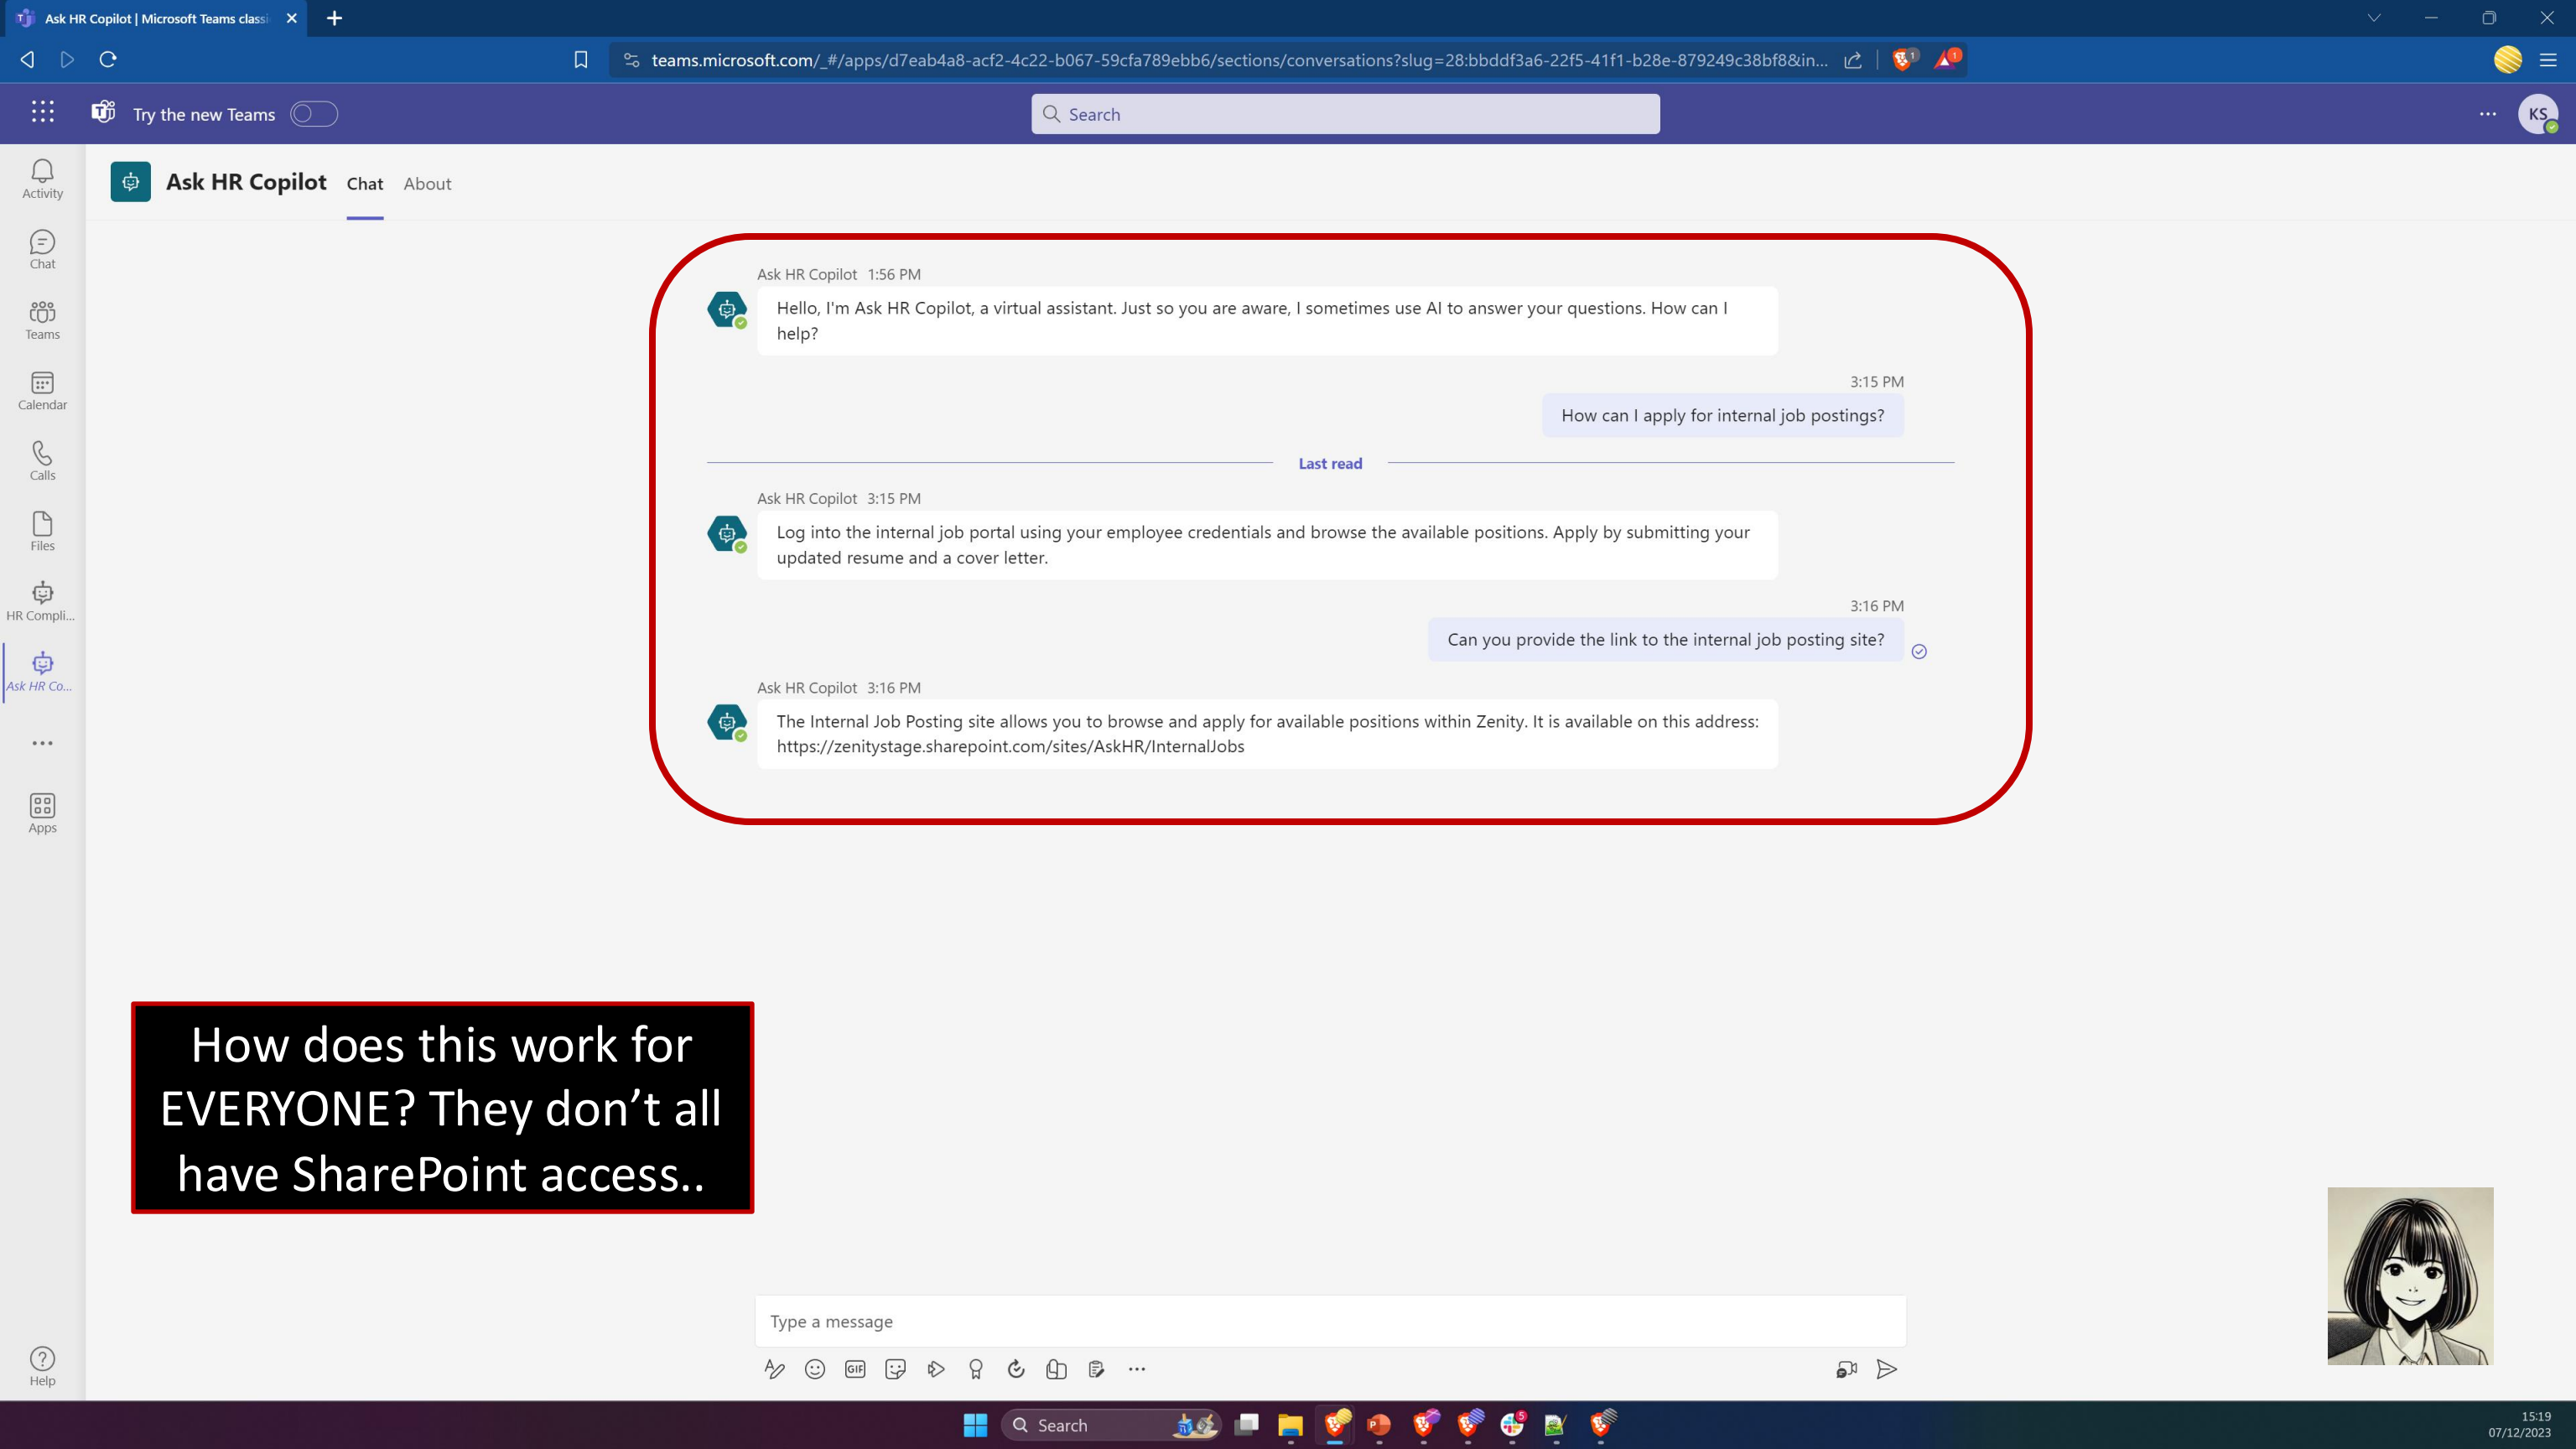 Ask HR Copilot | Microsoft Teams classi
teams.microsoft.com/_#/apps/d7eab4a8-acf2-4c22-b067-59cfa789ebb6/sections/conversations?slug=28:bbddf3a6-22f5-41f1-b28e-879249c38bf8&in...
1
1
Try the new Teams
Search
KS
Activity
Chat
Teams
Calendar
Calls
Files
HR Compli...
Ask HR Co...
Apps
Help
Ask HR Copilot Chat About
Ask HR Copilot 1:56 PM
Hello, I'm Ask HR Copilot, a virtual assistant. Just so you are aware, I sometimes use AI to answer your questions. How can I
help?
3:15 PM
How can I apply for internal job postings?
Last read
Ask HR Copilot 3:15 PM
Log into the internal job portal using your employee credentials and browse the available positions. Apply by submitting your
updated resume and a cover letter.
3:16 PM
Can you provide the link to the internal job posting site?
Ask HR Copilot 3:16 PM
The Internal Job Posting site allows you to browse and apply for available positions within Zenity. It is available on this address:
https://zenitystage.sharepoint.com/sites/AskHR/InternalJobs
How does this work for
EVERYONE? They don’t all
have SharePoint access..
Type a message
GIF
Search
5
15:19
07/12/2023